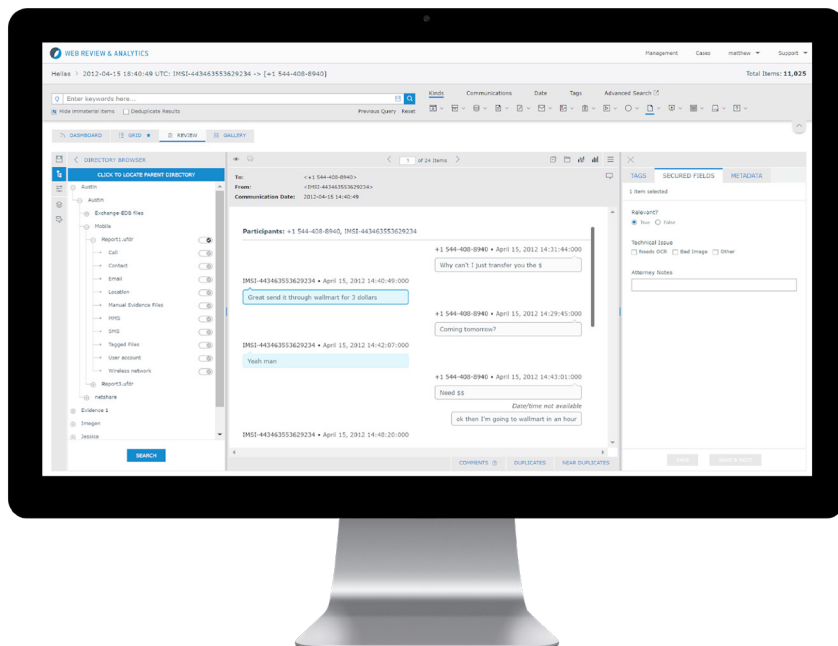 WEB REVIEW & ANALYTICS
Management Cases matthew Support
Hellas > 2012-04-15 18:40:49 UTC: IMSI-443463553629234 -> [+1 544-408-8940]
Total Items: 11,025
Kinds Communications Date Tags Advanced Search
Enter keywords here...
Hide Immaterial Items Deduplicate Results Previous Query Reset
DASHBOARD GRID REVIEW GALLERY
DIRECTORY BROWSER
1 of 24 Items
CLICK TO LOCATE PARENT DIRECTORY
Austin
Austin
Exchange EDB files
Mobile
Report1.ufdr
Call
Contact
Email
Location
Manual Evidence Files
MMS
SMS
Tagged Files
User account
Wireless network
Report3.ufdr
netshare
Evidence 1
Imogen
Jessica
SEARCH
To: <+1 544-408-8940>
From: <IMSI-443463553629234>
Communication Date: 2012-04-15 14:40:49
Participants: +1 544-408-8940, IMSI-443463553629234
+1 544-408-8940 • April 15, 2012 14:31:44:000
Why can't I just transfer you the $
IMSI-443463553629234 • April 15, 2012 14:40:49:000
Great send it through wallmart for 3 dollars
+1 544-408-8940 • April 15, 2012 14:29:45:000
Coming tomorrow?
IMSI-443463553629234 • April 15, 2012 14:42:07:000
Yeah man
+1 544-408-8940 • April 15, 2012 14:43:01:000
Need $$
Date/time not available
ok then I'm going to wallmart in an hour
IMSI-443463553629234 • April 15, 2012 14:48:20:000
COMMENTS DUPLICATES NEAR DUPLICATES
TAGS SECURED FIELDS METADATA
1 item selected
Relevant?
True False
Technical Issue
Needs OCR Bad Image Other
Attorney Notes